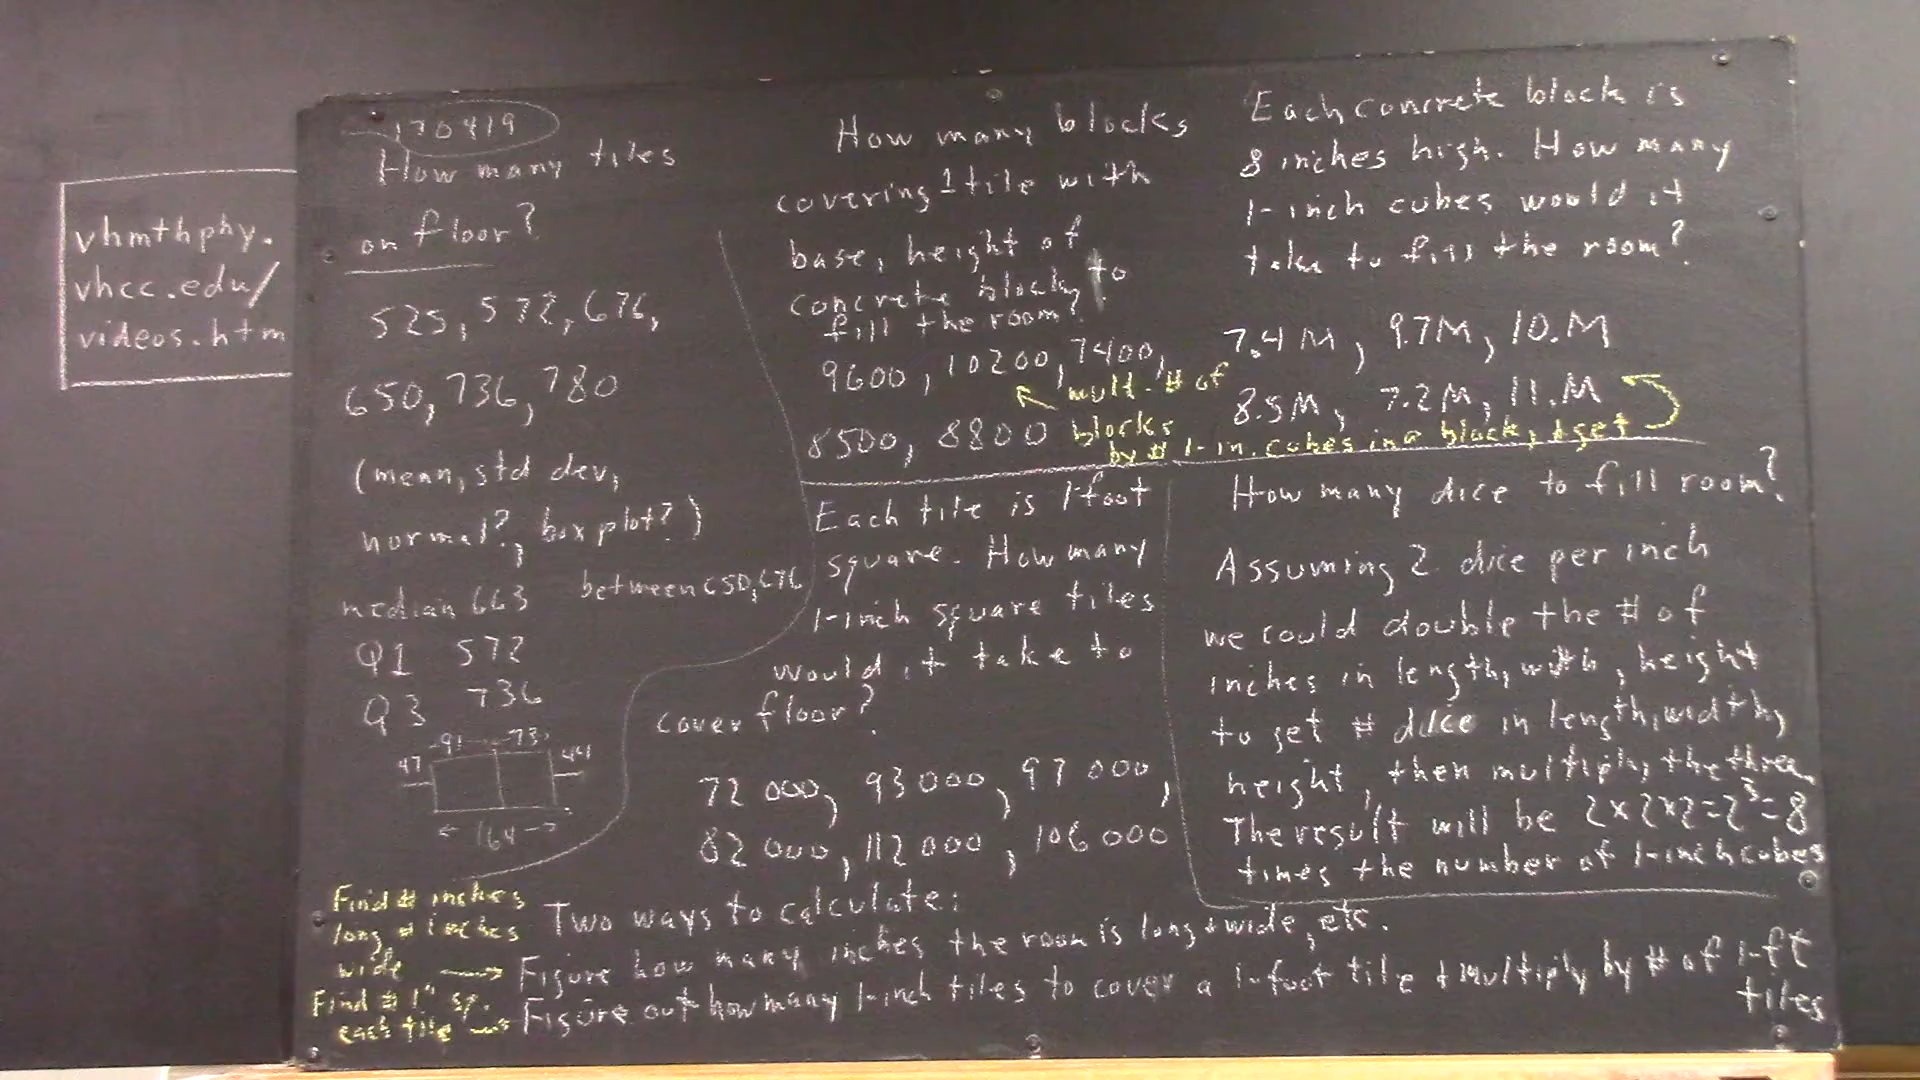 vhmthphy.
vhcc.edu/
videos.htm
170419
How many tiles
on floor?
525, 572, 676,
650, 736, 780
(mean, std dev,
normal?, box plot?)
median 663 between 650, 676
Q1 572
Q3 736
91 73
47 44
← 164 →
How many blocks
covering 1 tile with
base, height of
concrete block, to
fill the room?
9600, 10200, 7400,
8500, 8800
mult. # of
blocks
by # 1-in. cubes in a block, + get
Each concrete block is
8 inches high. How many
1-inch cubes would it
take to fill the room?
7.4 M, 9.7M, 10.M
8.5M, 7.2M, 11.M
Each tile is 1-foot
square. How many
1-inch square tiles
would it take to
cover floor?
72 000, 93 000, 97 000,
82 000, 112 000, 106 000
How many dice to fill room?
Assuming 2 dice per inch
we could double the # of
inches in length, width, height
to get # dice in length, width,
height, then multiply the three
The result will be 2x2x2=2³=8
times the number of 1-inch cubes
Two ways to calculate:
Find # inches
long # inches
wide → Figure how many inches the room is long + wide, etc.
Find # 1" sq.
each tile → Figure out how many 1-inch tiles to cover a 1-foot tile + multiply by # of 1-ft
tiles